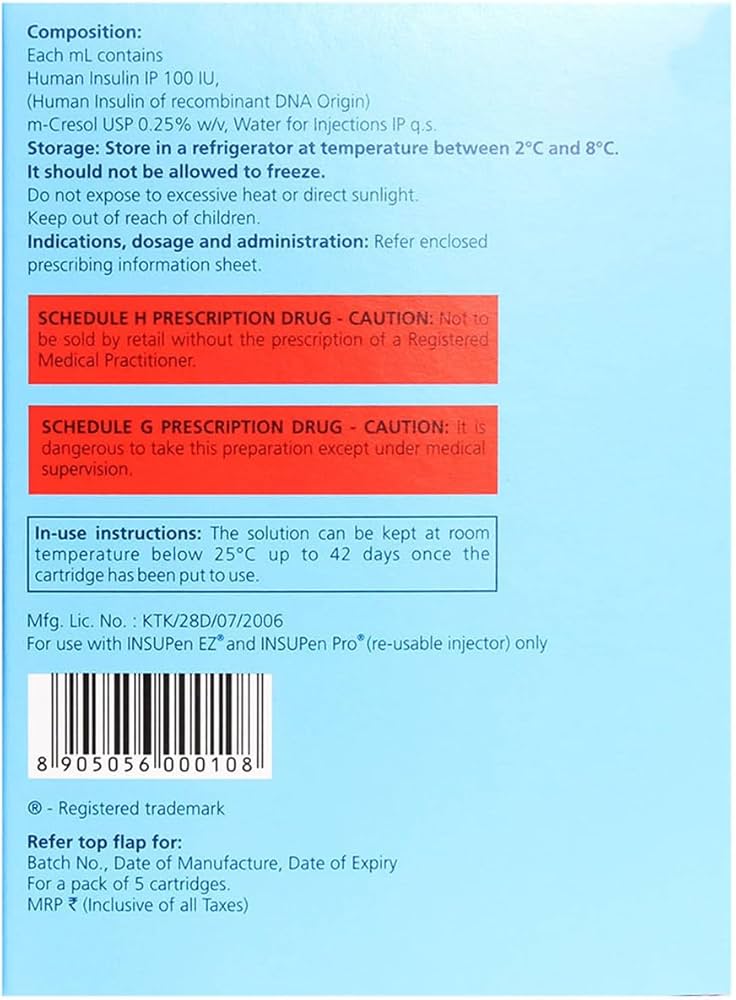 Composition:
Each mL contains
Human Insulin IP 100 IU,
(Human Insulin of recombinant DNA Origin)
m-Cresol USP 0.25% w/v, Water for Injections IP q.s.
Storage: Store in a refrigerator at temperature between 2°C and 8°C.
It should not be allowed to freeze.
Do not expose to excessive heat or direct sunlight.
Keep out of reach of children.
Indications, dosage and administration: Refer enclosed
prescribing information sheet.
SCHEDULE H PRESCRIPTION DRUG - CAUTION: Not to
be sold by retail without the prescription of a Registered
Medical Practitioner.
SCHEDULE G PRESCRIPTION DRUG - CAUTION: It is
dangerous to take this preparation except under medical
supervision.
In-use instructions: The solution can be kept at room
temperature below 25°C up to 42 days once the
cartridge has been put to use.
Mfg. Lic. No. : KTK/28D/07/2006
For use with INSUPen EZ® and INSUPen Pro® (re-usable injector) only
8 905056 000108
® - Registered trademark
Refer top flap for:
Batch No., Date of Manufacture, Date of Expiry
For a pack of 5 cartridges.
MRP ₹ (Inclusive of all Taxes)